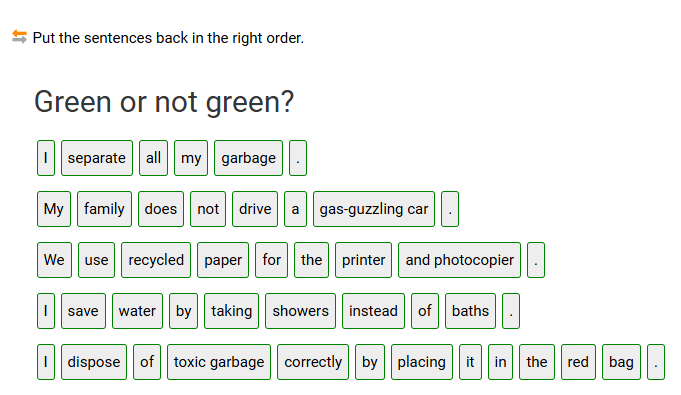 Put the sentences back in the right order.
Green or not green?
I separate all my garbage .
My family does not drive a gas-guzzling car .
We use recycled paper for the printer and photocopier .
I save water by taking showers instead of baths .
I dispose of toxic garbage correctly by placing it in the red bag .